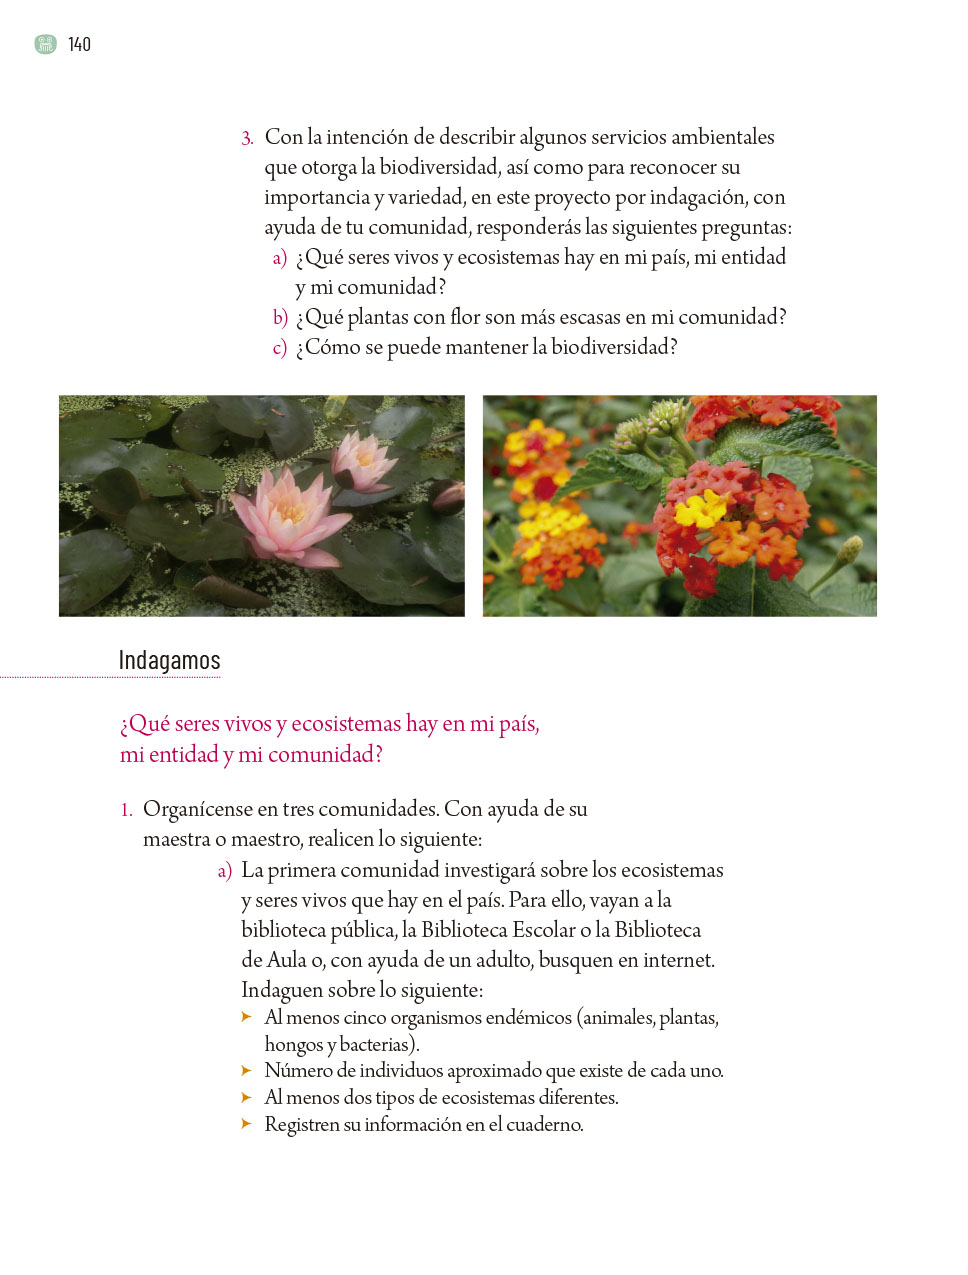 140
3. Con la intención de describir algunos servicios ambientales
que otorga la biodiversidad, así como para reconocer su
importancia y variedad, en este proyecto por indagación, con
ayuda de tu comunidad, responderás las siguientes preguntas:
a) ¿Qué seres vivos y ecosistemas hay en mi país, mi entidad
y mi comunidad?
b) ¿Qué plantas con flor son más escasas en mi comunidad?
c) ¿Cómo se puede mantener la biodiversidad?
Indagamos
¿Qué seres vivos y ecosistemas hay en mi país,
mi entidad y mi comunidad?
1. Organícense en tres comunidades. Con ayuda de su
maestra o maestro, realicen lo siguiente:
a) La primera comunidad investigará sobre los ecosistemas
y seres vivos que hay en el país. Para ello, vayan a la
biblioteca pública, la Biblioteca Escolar o la Biblioteca
de Aula o, con ayuda de un adulto, busquen en internet.
Indaguen sobre lo siguiente:
➤ Al menos cinco organismos endémicos (animales, plantas,
hongos y bacterias).
➤ Número de individuos aproximado que existe de cada uno.
➤ Al menos dos tipos de ecosistemas diferentes.
➤ Registren su información en el cuaderno.